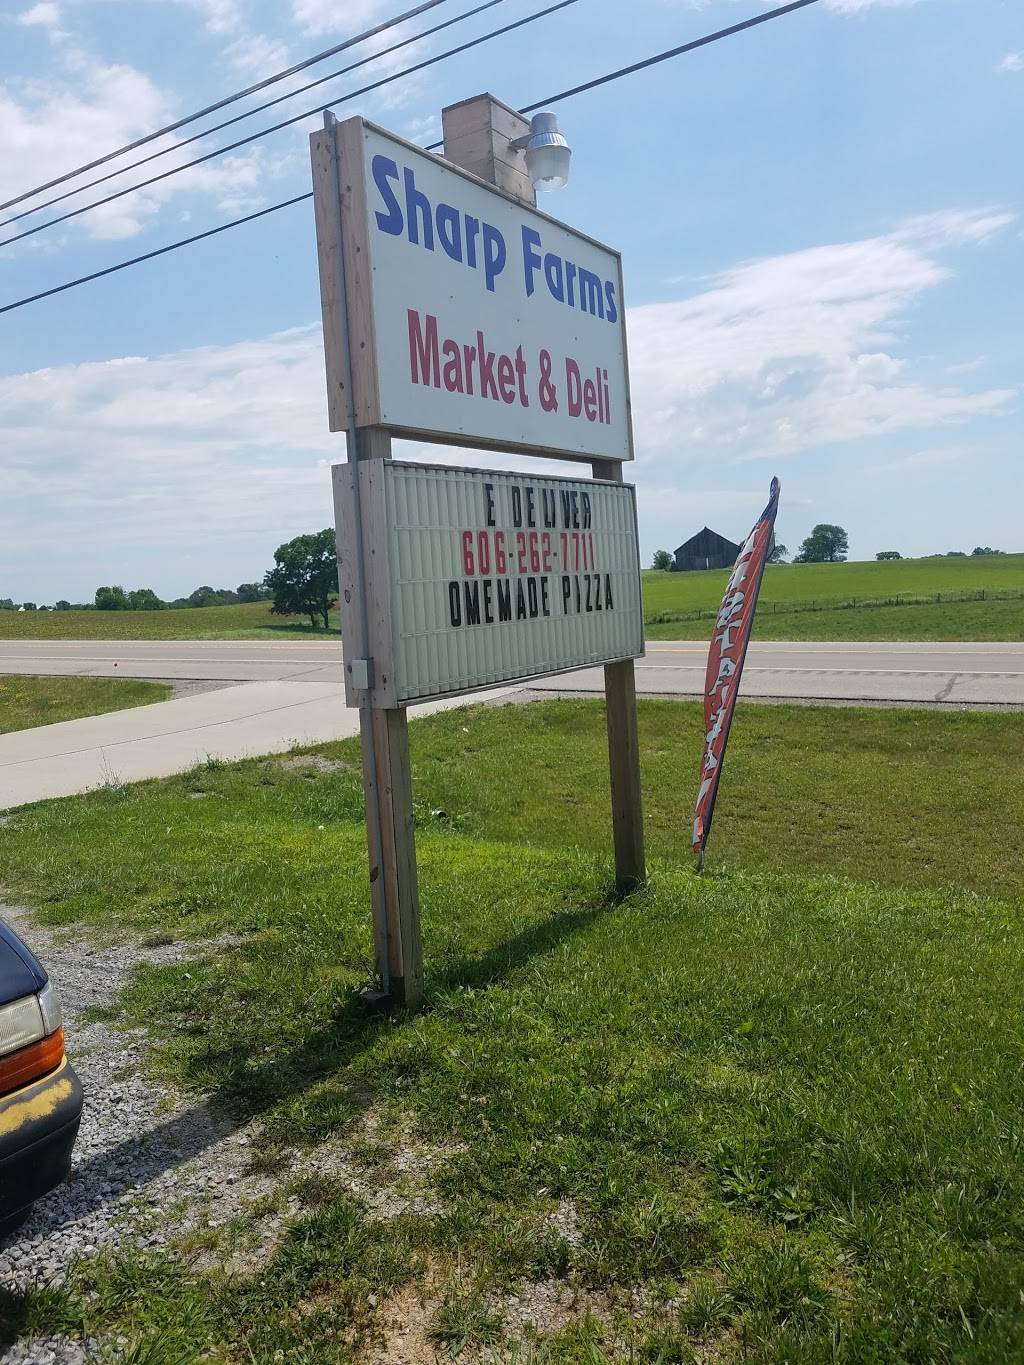 Sharp Farms
Market & Deli
E DELIVER
606-262-7711
OMEMADE PIZZA